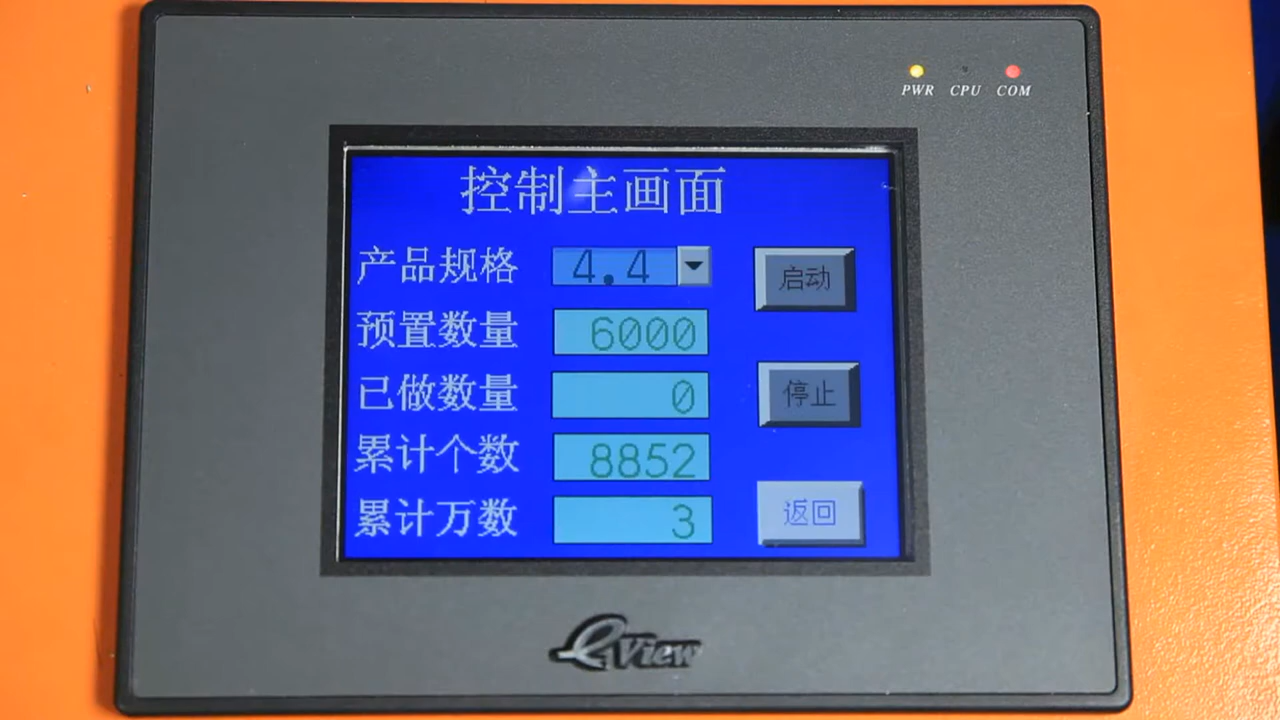 PWR CPU COM
控制主画面
产品规格 4.4 启动
预置数量 6000
已做数量 0 停止
累计个数 8852
累计万数 3 返回
eView